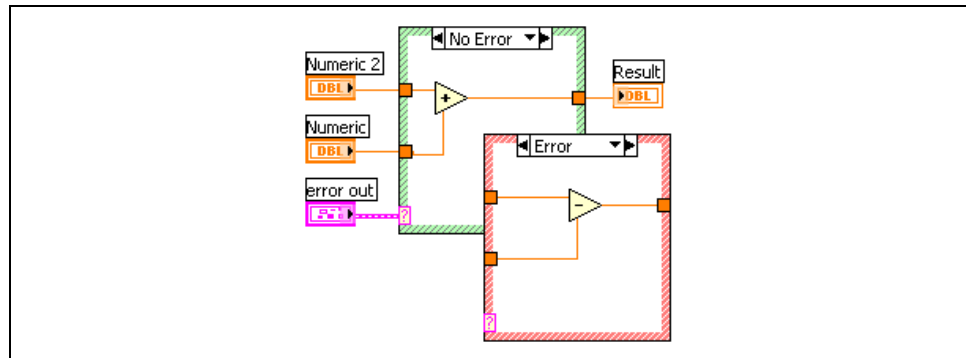 No Error
Numeric 2
DBL
+
Result
DBL
Numeric
DBL
Error
error out
?
-
?